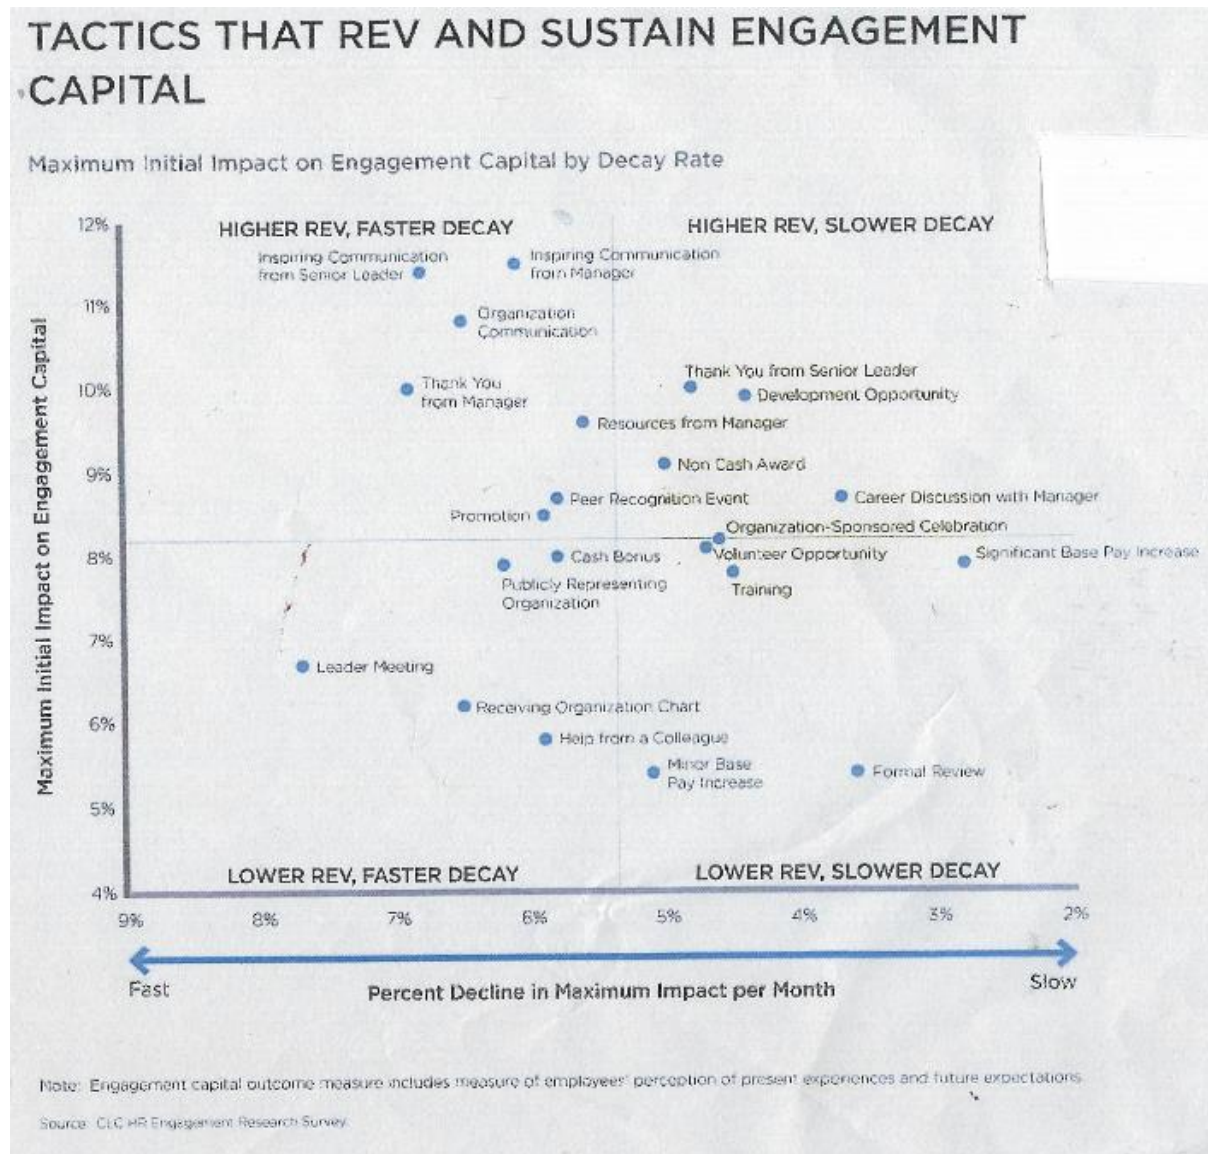 TACTICS THAT REV AND SUSTAIN ENGAGEMENT
CAPITAL
Maximum Initial Impact on Engagement Capital by Decay Rate
12%
HIGHER REV, FASTER DECAY
HIGHER REV, SLOWER DECAY
Inspiring Communication
from Senior Leader
Inspiring Communication
from Manager
11%
Organization
Communication
10%
Thank You
from Manager
Thank You from Senior Leader
Development Opportunity
Resources from Manager
9%
Non Cash Award
Peer Recognition Event
Career Discussion with Manager
Promotion
Organization-Sponsored Celebration
8%
Cash Bonus
Volunteer Opportunity
Significant Base Pay Increase
Publicly Representing
Organization
Training
7%
Leader Meeting
6%
Receiving Organization Chart
Help from a Colleague
Minor Base
Pay Increase
Formal Review
5%
LOWER REV, FASTER DECAY
LOWER REV, SLOWER DECAY
4%
Maximum Initial Impact on Engagement Capital
9% 8% 7% 6% 5% 4% 3% 2%
Fast
Slow
Percent Decline in Maximum Impact per Month
Note: Engagement capital outcome measure includes measure of employees' perception of present experiences and future expectations
Source: CLC HR Engagement Research Survey.